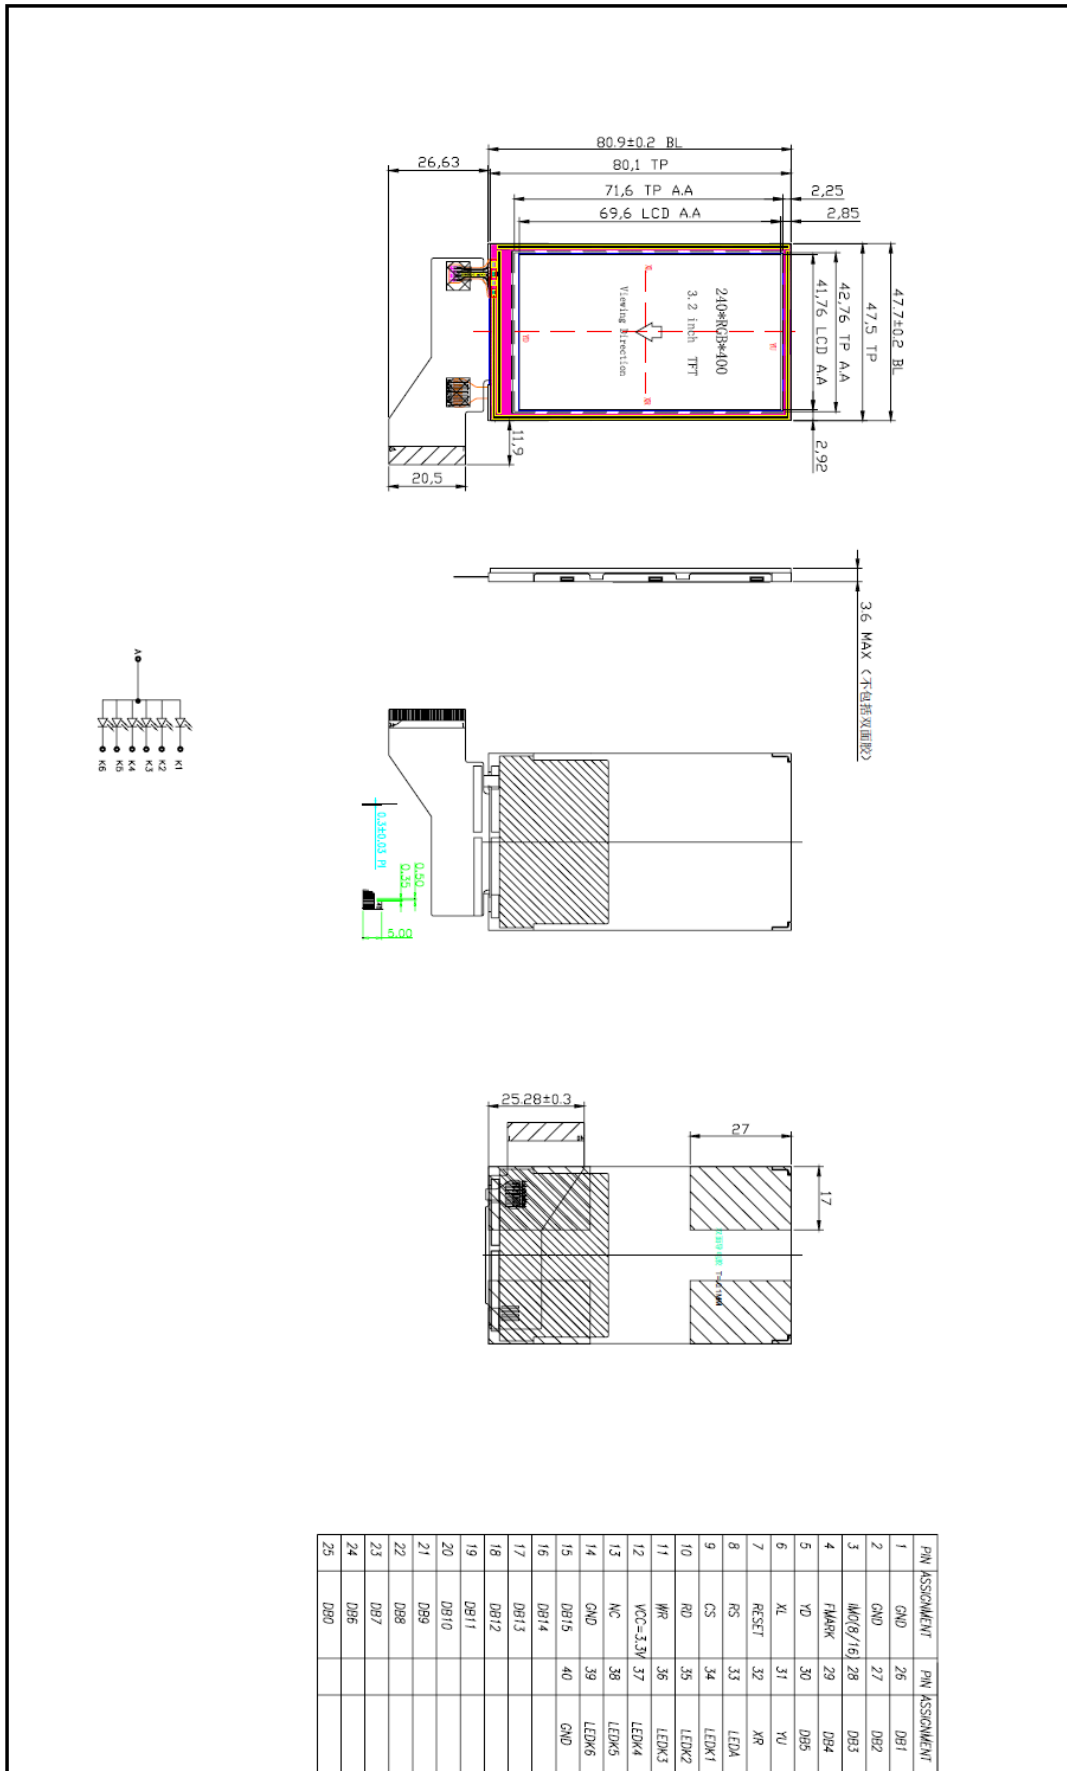 80.9±0.2 BL
26,63
80,1 TP
71,6 TP A.A
2,25
69,6 LCD A.A
2,85
47.7±0.2 BL
47,5 TP
42,76 TP A.A
41,76 LCD A.A
240*RGB*400
3.2 inch TFT
Viewing Direction
YD
2,92
11,9
20,5
3.6 MAX (不包括双面胶)
A
K6
K5
K4
K3
K2
K1
0.3±0.03 PI
0.50
0.35
5.00
25.28±0.3
27
17
PIN ASSIGNMENT PIN ASSIGNMENT
1 GND 26 DB1
2 GND 27 DB2
3 IM0(8/16) 28 DB3
4 FMARK 29 DB4
5 YD 30 DB5
6 XL 31 YU
7 RESET 32 XR
8 RS 33 LEDA
9 CS 34 LEDK1
10 RD 35 LEDK2
11 WR 36 LEDK3
12 VCC=3.3V 37 LEDK4
13 NC 38 LEDK5
14 GND 39 LEDK6
15 DB15 40 GND
16 DB14
17 DB13
18 DB12
19 DB11
20 DB10
21 DB9
22 DB8
23 DB7
24 DB6
25 DB0